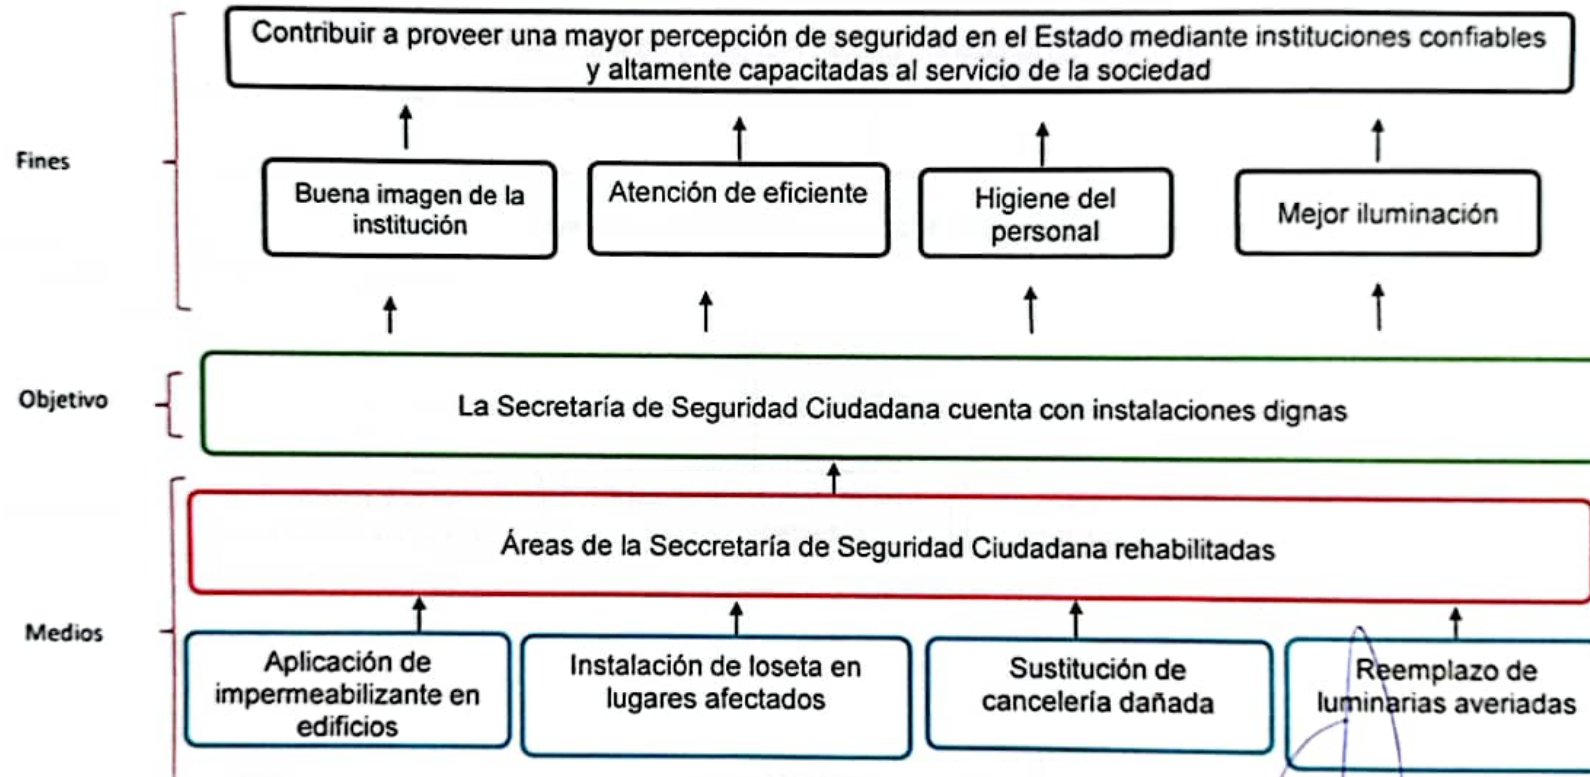 Contribuir a proveer una mayor percepción de seguridad en el Estado mediante instituciones confiables
y altamente capacitadas al servicio de la sociedad
Fines
Buena imagen de la
institución
Atención de eficiente
Higiene del
personal
Mejor iluminación
Objetivo
La Secretaría de Seguridad Ciudadana cuenta con instalaciones dignas
Áreas de la Seccretaría de Seguridad Ciudadana rehabilitadas
Medios
Aplicación de
impermeabilizante en
edificios
Instalación de loseta en
lugares afectados
Sustitución de
cancelería dañada
Reemplazo de
luminarias averiadas